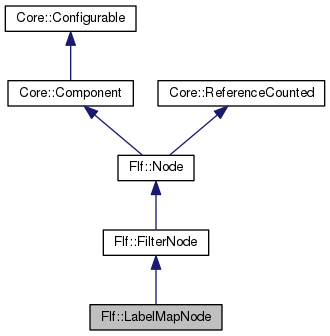 Core::Configurable
Core::Component
Core::ReferenceCounted
Flf::Node
Flf::FilterNode
Flf::LabelMapNode